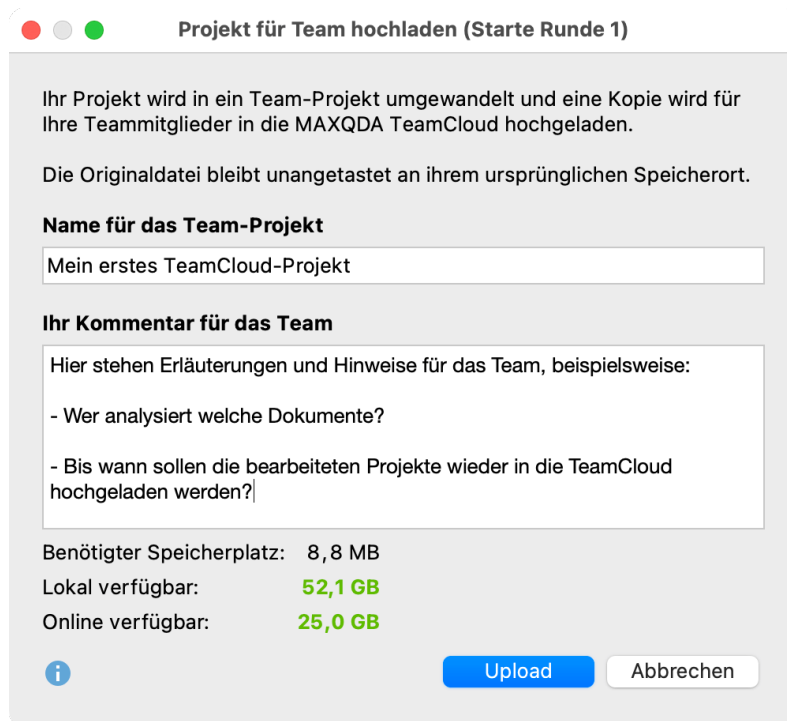 Projekt für Team hochladen (Starte Runde 1)
Ihr Projekt wird in ein Team-Projekt umgewandelt und eine Kopie wird für
Ihre Teammitglieder in die MAXQDA TeamCloud hochgeladen.
Die Originaldatei bleibt unangetastet an ihrem ursprünglichen Speicherort.
Name für das Team-Projekt
Mein erstes TeamCloud-Projekt
Ihr Kommentar für das Team
Hier stehen Erläuterungen und Hinweise für das Team, beispielsweise:
- Wer analysiert welche Dokumente?
- Bis wann sollen die bearbeiteten Projekte wieder in die TeamCloud
hochgeladen werden?
Benötigter Speicherplatz: 8,8 MB
Lokal verfügbar: 52,1 GB
Online verfügbar: 25,0 GB
Upload Abbrechen